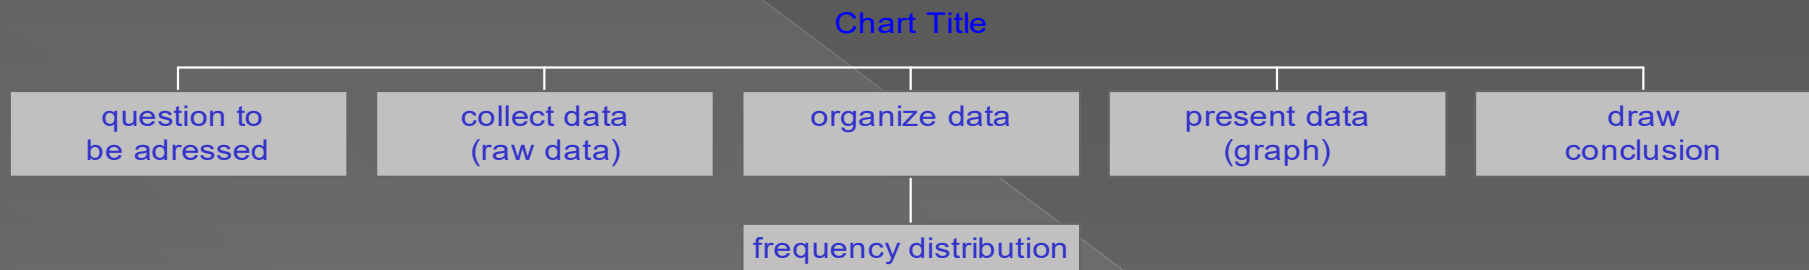 Chart Title
question to
be adressed
collect data
(raw data)
organize data
present data
(graph)
draw
conclusion
frequency distribution